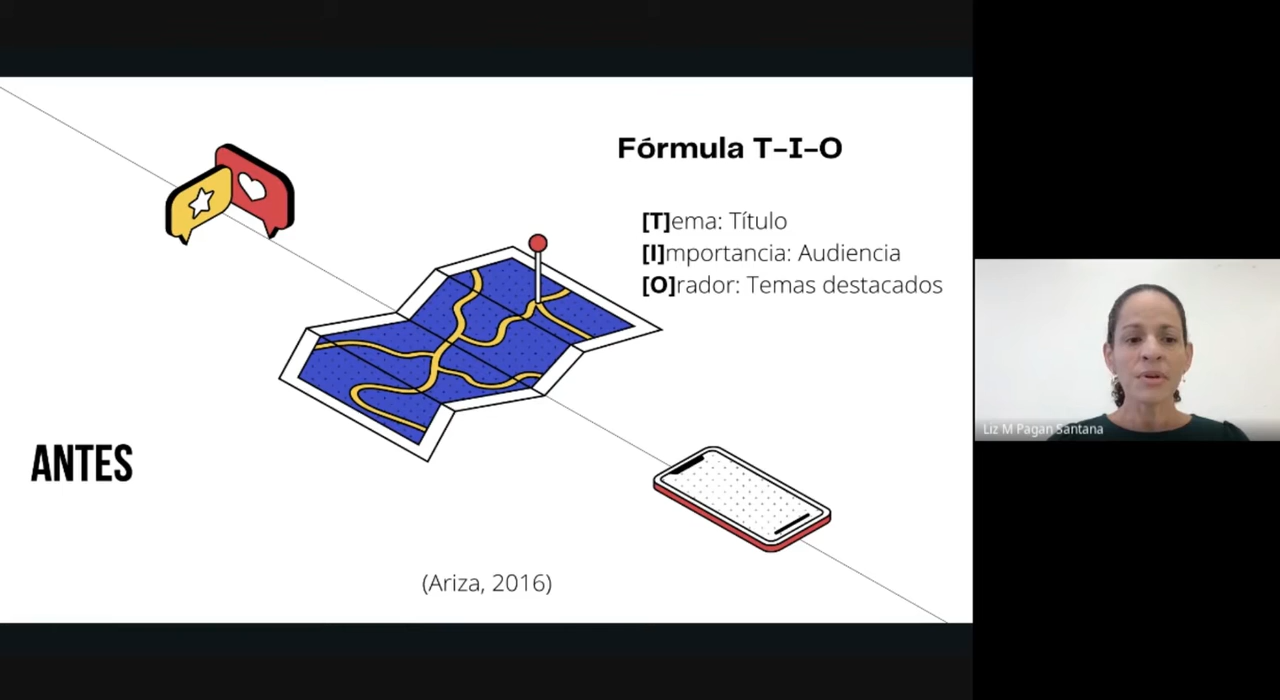 Fórmula T-I-O
[T]ema: Título
[I]mportancia: Audiencia
[O]rador: Temas destacados
ANTES
(Ariza, 2016)
Liz M Pagan Santana